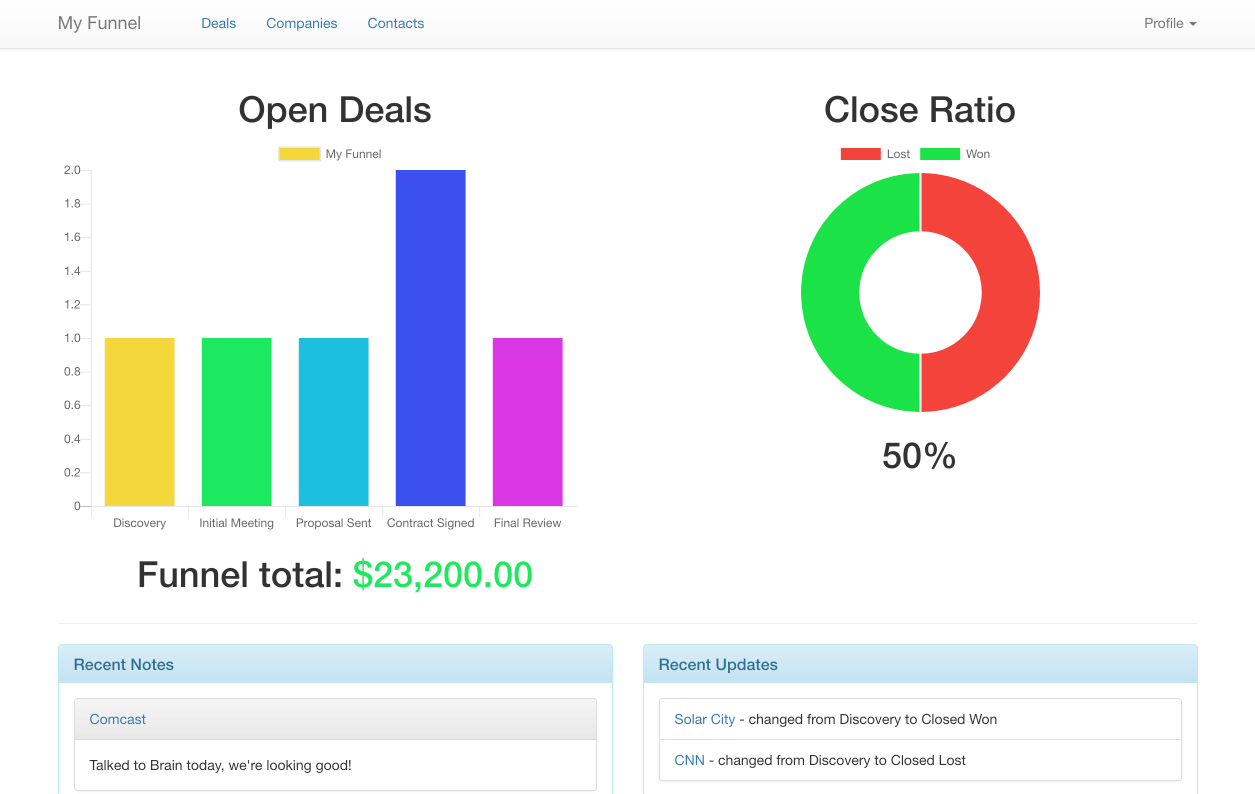 My Funnel Deals Companies Contacts Profile
Open Deals
My Funnel
2.0
1.8
1.6
1.4
1.2
1.0
0.8
0.6
0.4
0.2
0
Discovery Initial Meeting Proposal Sent Contract Signed Final Review
Funnel total: $23,200.00
Close Ratio
Lost Won
50%
Recent Notes
Comcast
Talked to Brain today, we're looking good!
Recent Updates
Solar City - changed from Discovery to Closed Won
CNN - changed from Discovery to Closed Lost